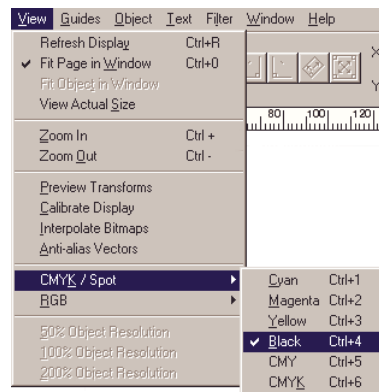 View Guides Object Text Filter Window Help
Refresh Display Ctrl+R
Fit Page in Window Ctrl+0
Fit Object in Window
View Actual Size
X
Y
80 100 120
Zoom In Ctrl +
Zoom Out Ctrl -
Preview Transforms
Calibrate Display
Interpolate Bitmaps
Anti-alias Vectors
CMYK / Spot
RGB
50% Object Resolution
100% Object Resolution
200% Object Resolution
Cyan Ctrl+1
Magenta Ctrl+2
Yellow Ctrl+3
Black Ctrl+4
CMY Ctrl+5
CMYK Ctrl+6